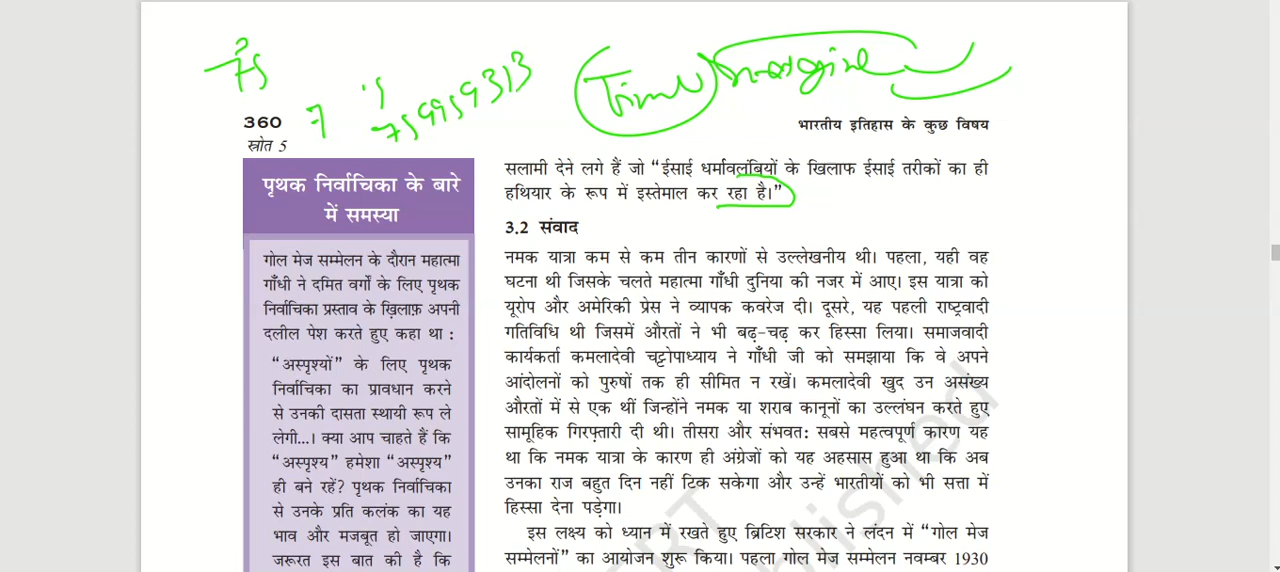 75
7
759959313
Time magazine
360
भारतीय इतिहास के कुछ विषय
स्रोत 5
पृथक निर्वाचिका के बारे
में समस्या
गोल मेज सम्मेलन के दौरान महात्मा
गाँधी ने दमित वर्गों के लिए पृथक
निर्वाचिका प्रस्ताव के ख़िलाफ़ अपनी
दलील पेश करते हुए कहा था :
“अस्पृश्यों” के लिए पृथक
निर्वाचिका का प्रावधान करने
से उनकी दासता स्थायी रूप ले
लेगी...। क्या आप चाहते हैं कि
“अस्पृश्य” हमेशा “अस्पृश्य”
ही बने रहें? पृथक निर्वाचिका
से उनके प्रति कलंक का यह
भाव और मजबूत हो जाएगा।
जरूरत इस बात की है कि
सलामी देने लगे हैं जो “ईसाई धर्मावलंबियों के खिलाफ ईसाई तरीकों का ही
हथियार के रूप में इस्तेमाल कर रहा है।”
3.2 संवाद
नमक यात्रा कम से कम तीन कारणों से उल्लेखनीय थी। पहला, यही वह
घटना थी जिसके चलते महात्मा गाँधी दुनिया की नजर में आए। इस यात्रा को
यूरोप और अमेरिकी प्रेस ने व्यापक कवरेज दी। दूसरे, यह पहली राष्ट्रवादी
गतिविधि थी जिसमें औरतों ने भी बढ़-चढ़ कर हिस्सा लिया। समाजवादी
कार्यकर्ता कमलादेवी चट्टोपाध्याय ने गाँधी जी को समझाया कि वे अपने
आंदोलनों को पुरुषों तक ही सीमित न रखें। कमलादेवी खुद उन असंख्य
औरतों में से एक थीं जिन्होंने नमक या शराब कानूनों का उल्लंघन करते हुए
सामूहिक गिरफ़्तारी दी थी। तीसरा और संभवत: सबसे महत्वपूर्ण कारण यह
था कि नमक यात्रा के कारण ही अंग्रेजों को यह अहसास हुआ था कि अब
उनका राज बहुत दिन नहीं टिक सकेगा और उन्हें भारतीयों को भी सत्ता में
हिस्सा देना पड़ेगा।
इस लक्ष्य को ध्यान में रखते हुए ब्रिटिश सरकार ने लंदन में “गोल मेज
सम्मेलनों” का आयोजन शुरू किया। पहला गोल मेज सम्मेलन नवम्बर 1930